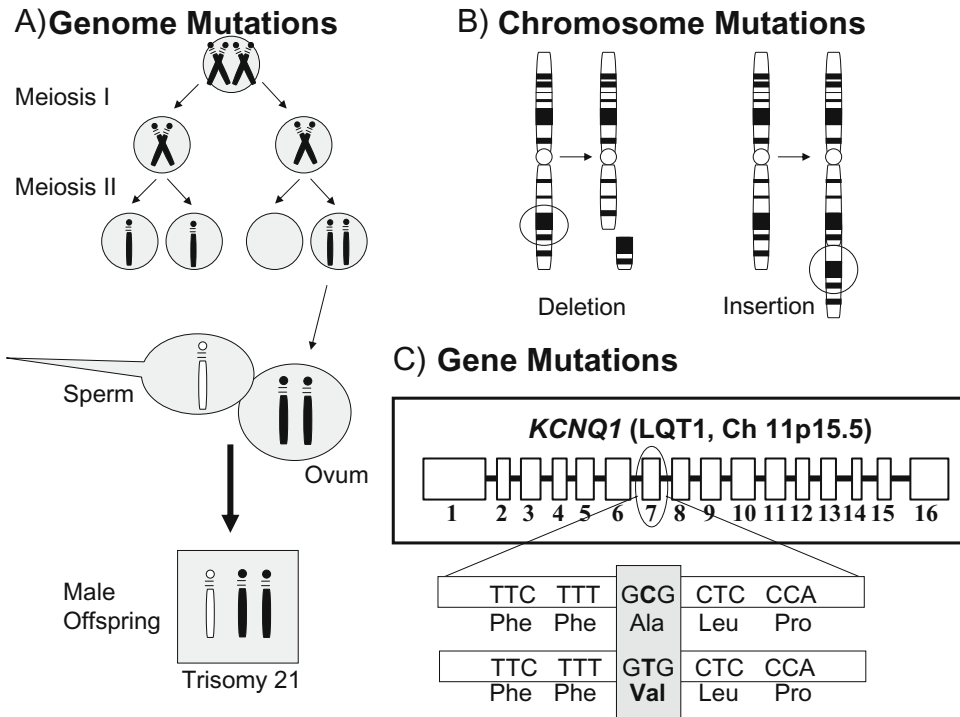 A) Genome Mutations
Meiosis I
Meiosis II
Sperm
Ovum
Male
Offspring
Trisomy 21
B) Chromosome Mutations
Deletion
Insertion
C) Gene Mutations
KCNQ1 (LQT1, Ch 11p15.5)
1 2 3 4 5 6 7 8 9 10 11 12 13 14 15 16
TTC TTT GCG CTC CCA
Phe Phe Ala Leu Pro
TTC TTT GTG CTC CCA
Phe Phe Val Leu Pro